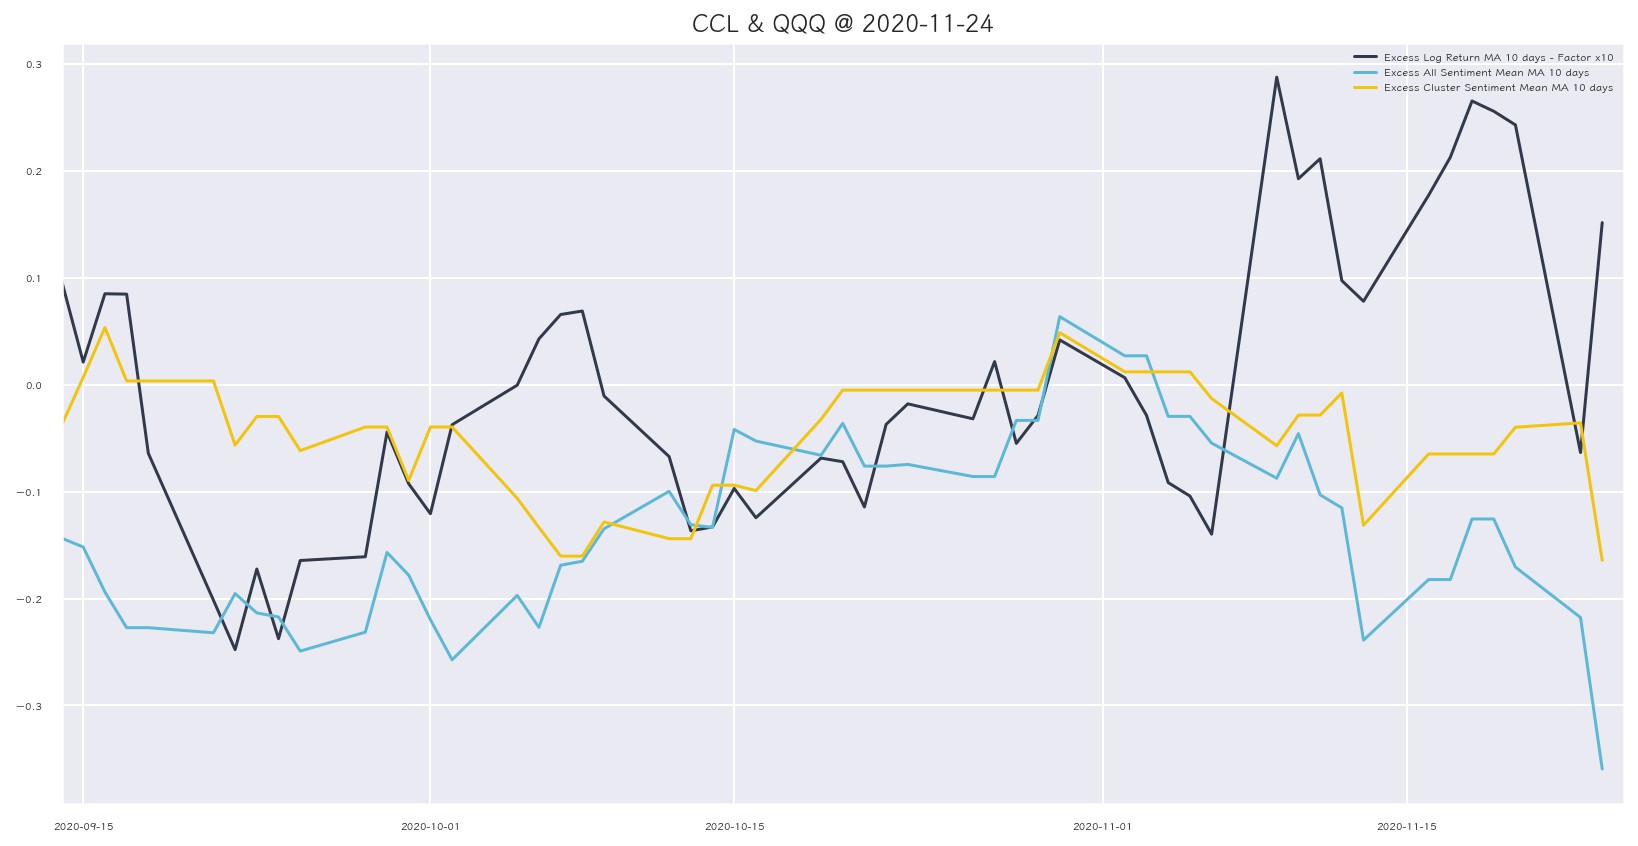 CCL & QQQ @ 2020-11-24
Excess Log Return MA 10 days - Factor x10
Excess All Sentiment Mean MA 10 days
Excess Cluster Sentiment Mean MA 10 days
0.3
0.2
0.1
0.0
−0.1
−0.2
−0.3
2020-09-15 2020-10-01 2020-10-15 2020-11-01 2020-11-15